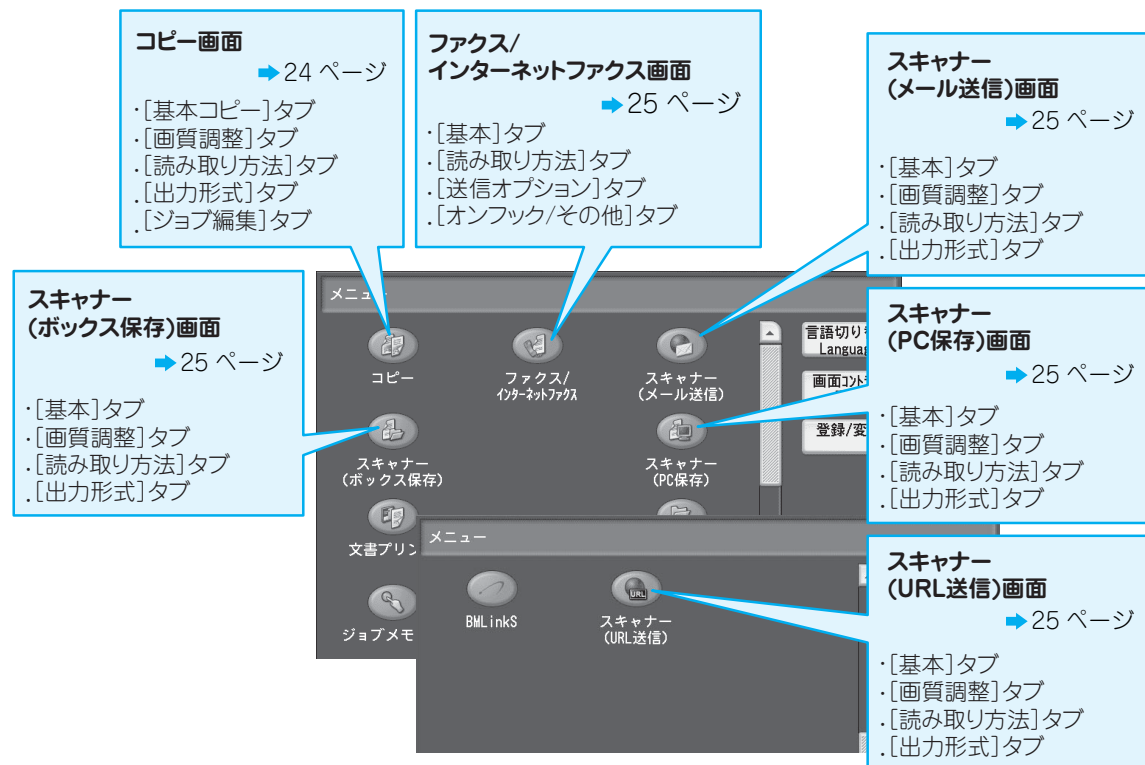 コピー画面
24 ページ
・[基本コピー]タブ
・[画質調整]タブ
・[読み取り方法]タブ
・[出力形式]タブ
・[ジョブ編集]タブ
ファクス/
インターネットファクス画面
25 ページ
・[基本]タブ
・[読み取り方法]タブ
・[送信オプション]タブ
・[オンフック/その他]タブ
スキャナー
(メール送信)画面
25 ページ
・[基本]タブ
・[画質調整]タブ
・[読み取り方法]タブ
・[出力形式]タブ
スキャナー
(ボックス保存)画面
25 ページ
・[基本]タブ
・[画質調整]タブ
・[読み取り方法]タブ
・[出力形式]タブ
スキャナー
(PC保存)画面
25 ページ
・[基本]タブ
・[画質調整]タブ
・[読み取り方法]タブ
・[出力形式]タブ
スキャナー
(URL送信)画面
25 ページ
・[基本]タブ
・[画質調整]タブ
・[読み取り方法]タブ
・[出力形式]タブ
メニュー
コピー
ファクス/
インターネットファクス
スキャナー
(メール送信)
スキャナー
(ボックス保存)
スキャナー
(PC保存)
文書プリン
ジョブメモ
言語切り
Langua
画面コント
登録/変
メニュー
BMLinkS
URL
スキャナー
(URL送信)